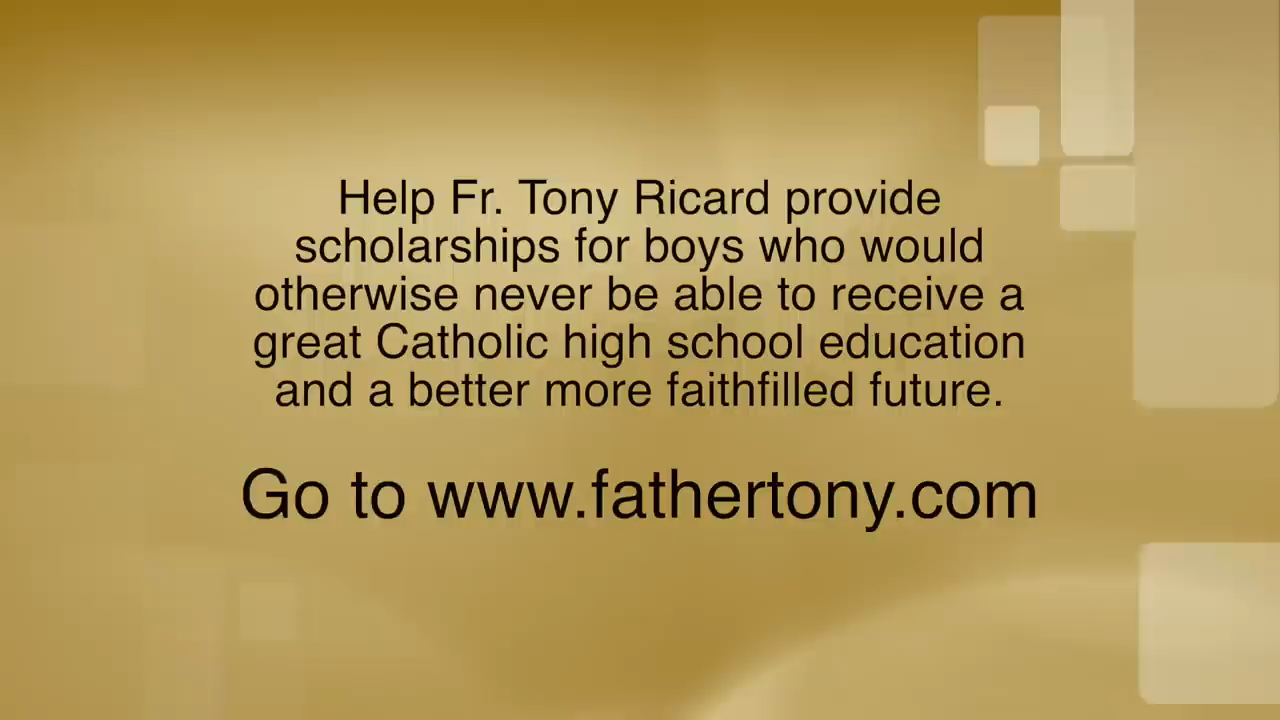 Help Fr. Tony Ricard provide
scholarships for boys who would
otherwise never be able to receive a
great Catholic high school education
and a better more faithfilled future.
Go to www.fathertony.com